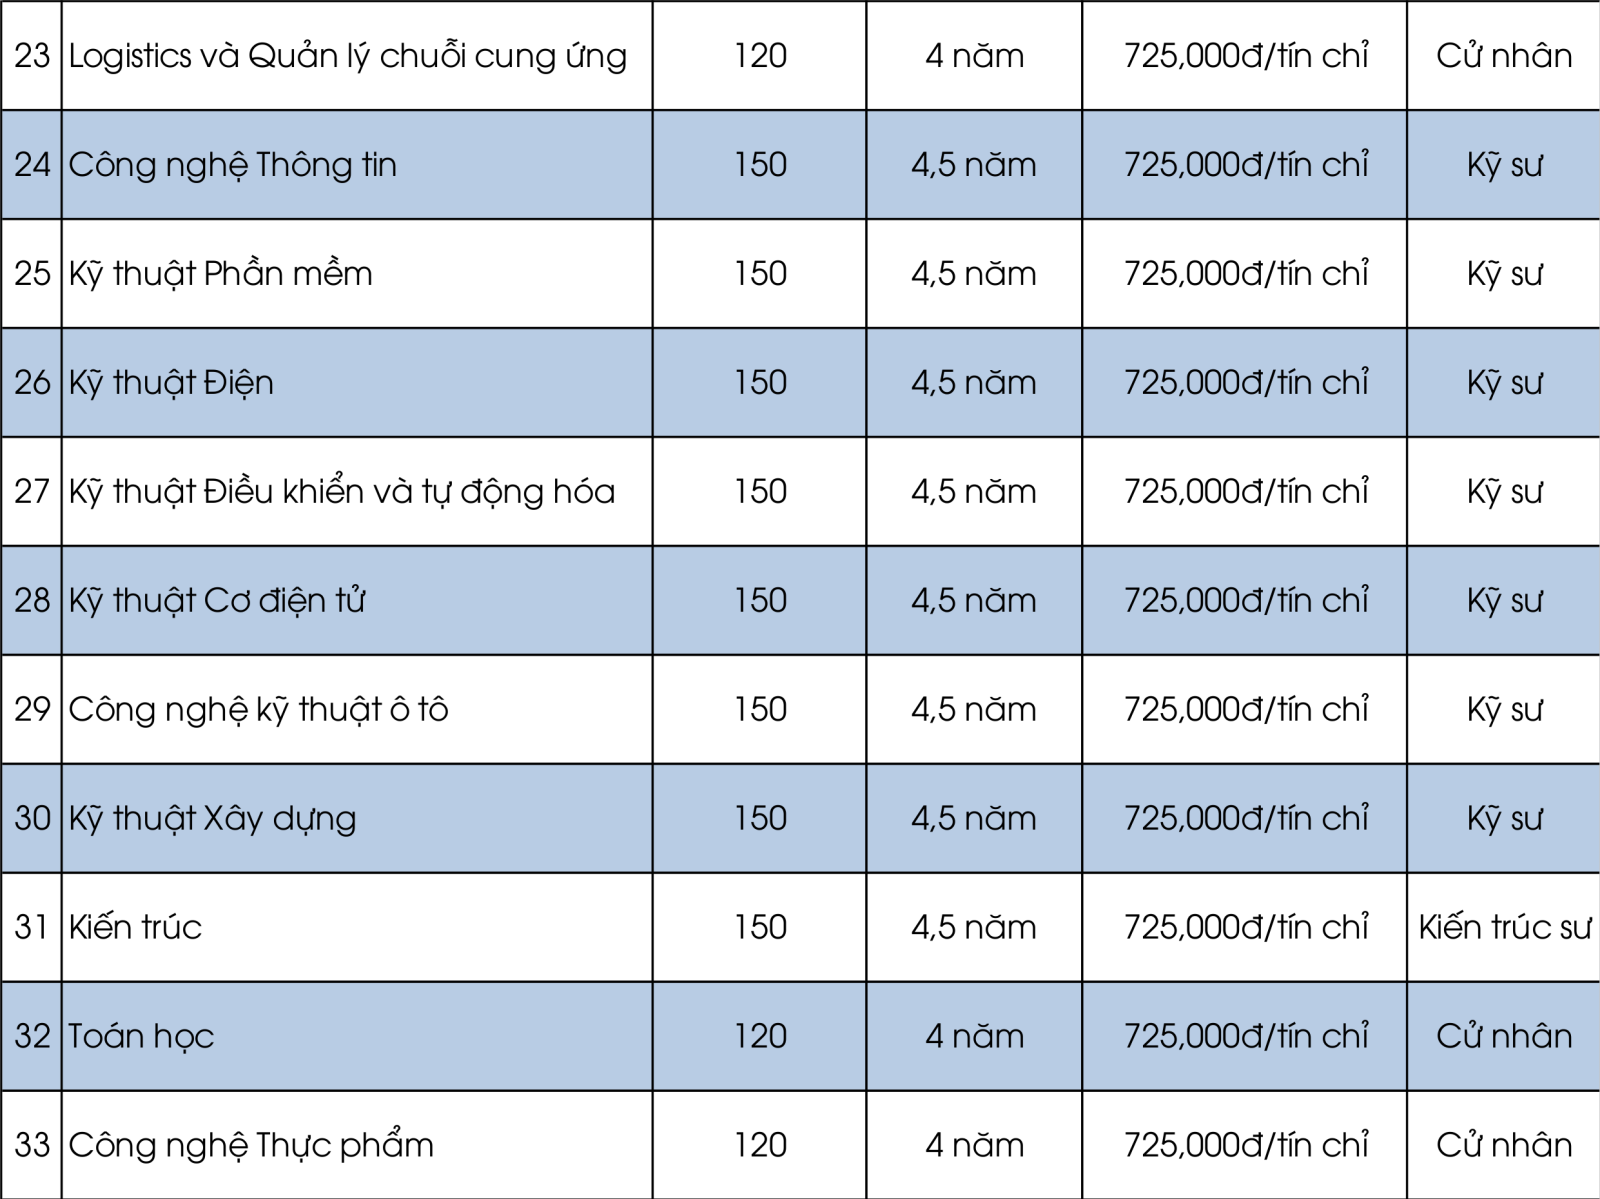 23 Logistics và Quản lý chuỗi cung ứng 120 4 năm 725,000đ/tín chỉ Cử nhân
24 Công nghệ Thông tin 150 4,5 năm 725,000đ/tín chỉ Kỹ sư
25 Kỹ thuật Phần mềm 150 4,5 năm 725,000đ/tín chỉ Kỹ sư
26 Kỹ thuật Điện 150 4,5 năm 725,000đ/tín chỉ Kỹ sư
27 Kỹ thuật Điều khiển và tự động hóa 150 4,5 năm 725,000đ/tín chỉ Kỹ sư
28 Kỹ thuật Cơ điện tử 150 4,5 năm 725,000đ/tín chỉ Kỹ sư
29 Công nghệ kỹ thuật ô tô 150 4,5 năm 725,000đ/tín chỉ Kỹ sư
30 Kỹ thuật Xây dựng 150 4,5 năm 725,000đ/tín chỉ Kỹ sư
31 Kiến trúc 150 4,5 năm 725,000đ/tín chỉ Kiến trúc sư
32 Toán học 120 4 năm 725,000đ/tín chỉ Cử nhân
33 Công nghệ Thực phẩm 120 4 năm 725,000đ/tín chỉ Cử nhân